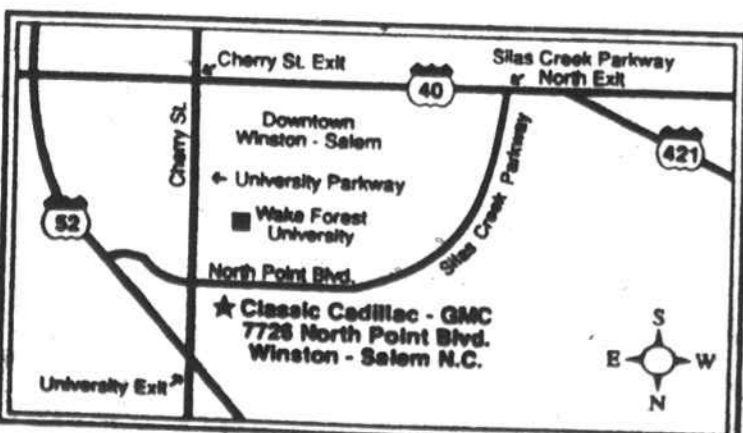 Cherry St. Exit
Silas Creek Parkway
North Exit
40
Downtown
Winston - Salem
Cherry St.
421
← University Parkway
Silas Creek Parkway
Wake Forest
University
52
North Point Blvd.
★ Classic Cadillac - GMC
7726 North Point Blvd.
Winston - Salem N.C.
University Exit
S
E W
N